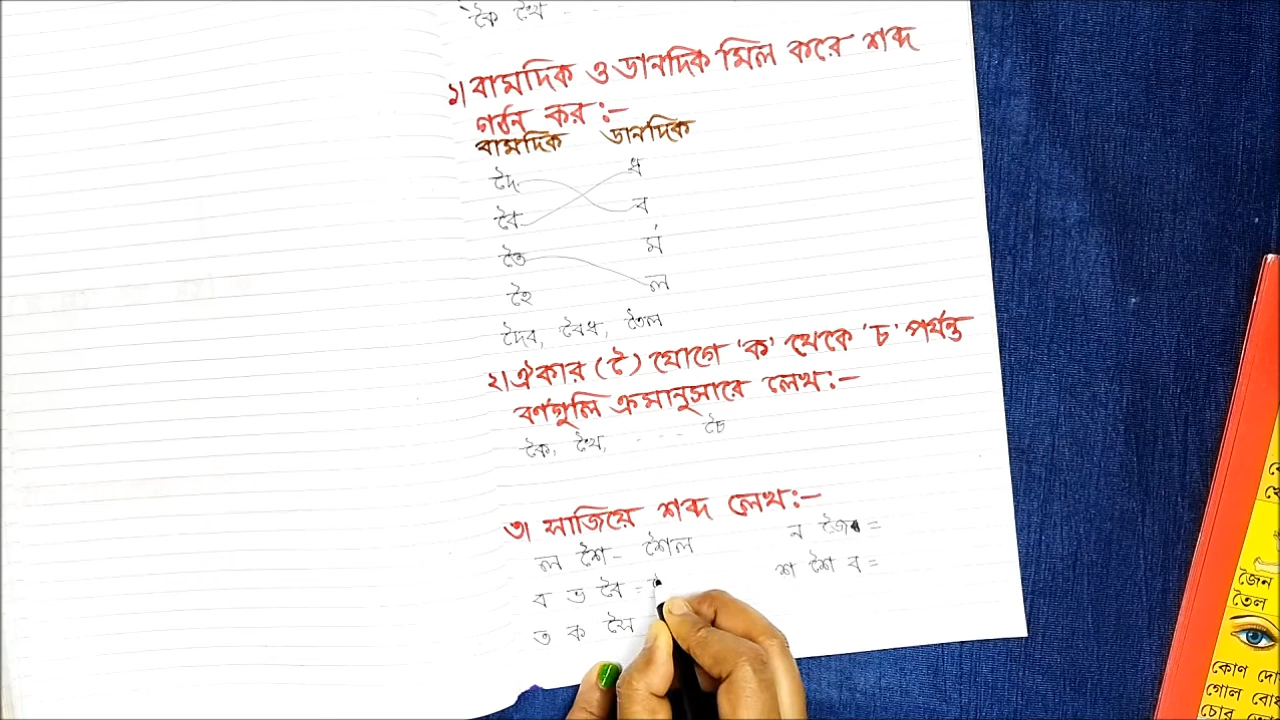 কৈ খৈ
১) বামদিক ও ডানদিক মিল করে শব্দ
গঠন কর :-
বামদিক ডানদিক
দৈ ধ
বৈ ব
তৈ র্ম
হৈ ল
দৈব, বৈধ, তৈল
২) ঐকার (ৈ) যোগে 'ক' থেকে 'চ' পর্যন্ত
বর্ণগুলি ক্রমানুসারে লেখ:-
কৈ, খৈ, - - - - - চৈ
৩) সাজিয়ে শব্দ লেখ:-
ল শৈ - শৈল ন জৈ =
ব ত বৈ = শ শৈ ব =
ত ক সৈ
জৈন
তৈল
কোণ দো
গোল বো
চোর